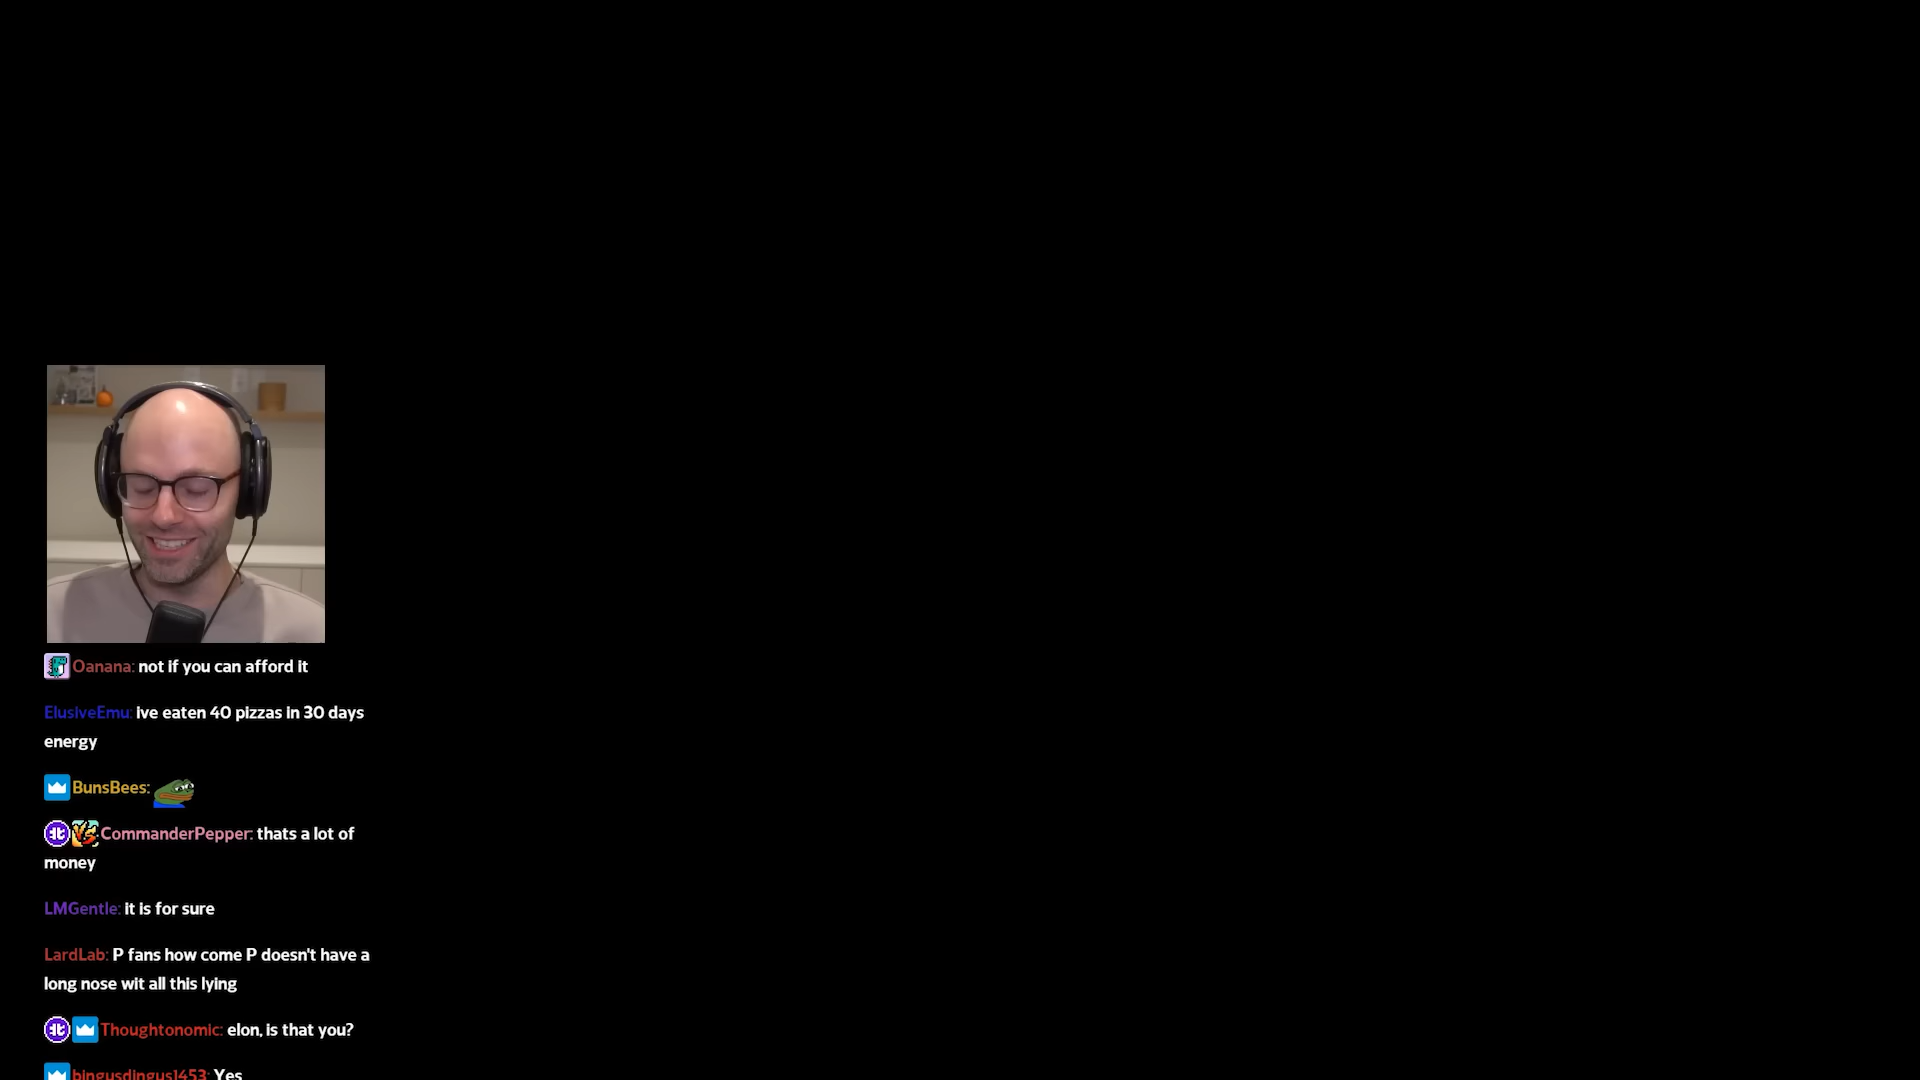 Oanana: not if you can afford it
ElusiveEmu: ive eaten 40 pizzas in 30 days
energy
BunsBees:
CommanderPepper: thats a lot of
money
LMGentle: it is for sure
LardLab: P fans how come P doesn't have a
long nose wit all this lying
Thoughtonomic: elon, is that you?
bingusdingus1453: Yes